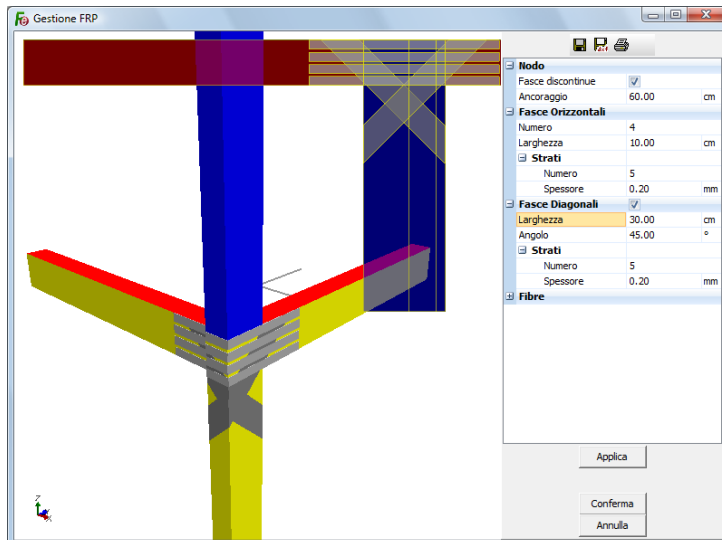 Gestione FRP
Nodo
Fasce discontinue
Ancoraggio 60.00 cm
Fasce Orizzontali
Numero 4
Larghezza 10.00 cm
Strati
Numero 5
Spessore 0.20 mm
Fasce Diagonali
Larghezza 30.00 cm
Angolo 45.00 °
Strati
Numero 5
Spessore 0.20 mm
Fibre
Applica
Conferma
Annulla
Z
X